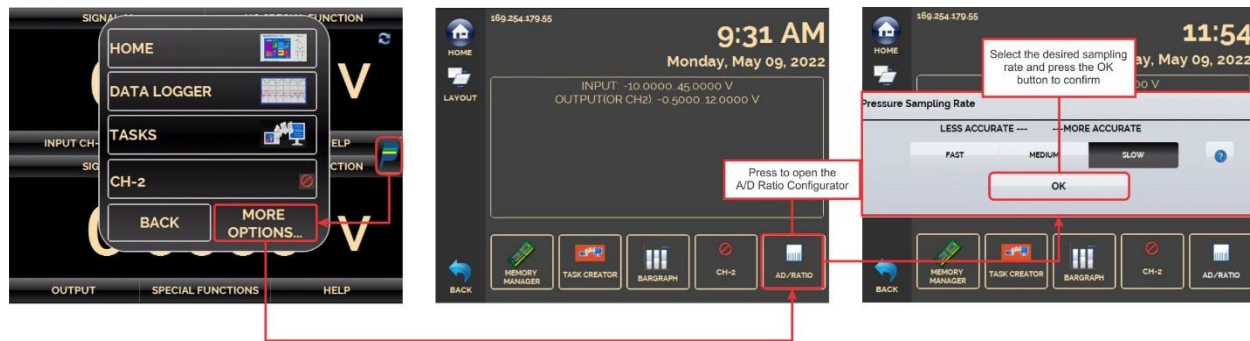 SIGNAL
FUNCTION
HOME
DATA LOGGER
V
TASKS
INPUT CH-
ELP
SIG
CTION
CH-2
BACK
MORE
OPTIONS...
V
OUTPUT
SPECIAL FUNCTIONS
HELP
169.254.179.55
HOME
9:31 AM
Monday, May 09, 2022
LAYOUT
INPUT: -10.0000..45.0000 V
OUTPUT(OR CH2): -0.5000..12.0000 V
Press to open the
A/D Ratio Configurator
MEMORY
MANAGER
TASK CREATOR
BARGRAPH
CH-2
AD/RATIO
BACK
169.254.179.55
HOME
11:54
Select the desired sampling
rate and press the OK
button to confirm
ay, May 09, 2022
00 V
Pressure Sampling Rate
LESS ACCURATE --- ---MORE ACCURATE
FAST
MEDIUM
SLOW
?
OK
MEMORY
MANAGER
TASK CREATOR
BARGRAPH
CH-2
AD/RATIO
BACK